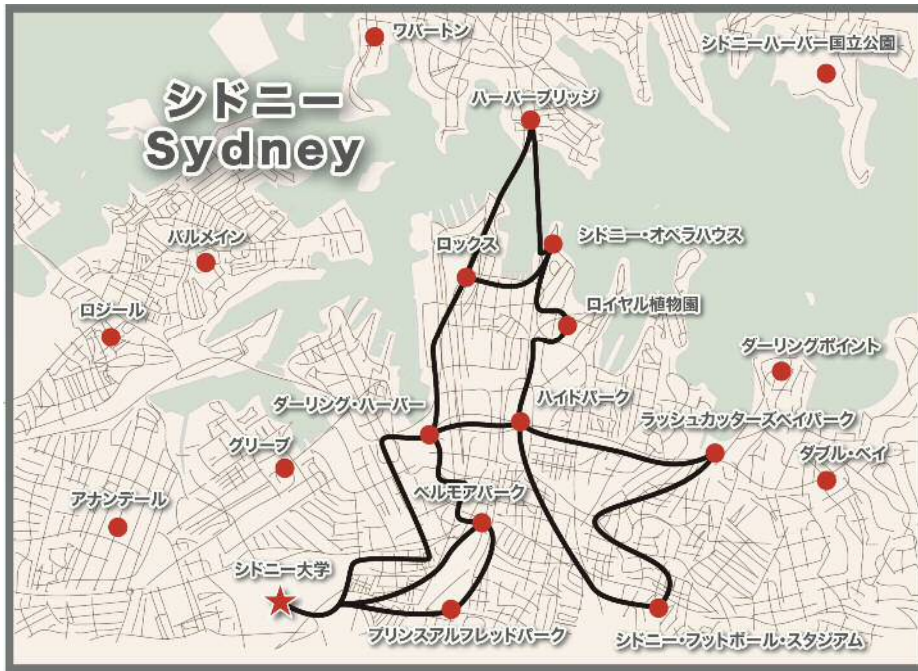 ワバートン
シドニーハーバー国立公園
シドニー
Sydney
ハーバーブリッジ
バルメイン
ロックス
シドニー・オペラハウス
ロジール
ロイヤル植物園
ダーリングポイント
ダーリング・ハーバー
ハイドパーク
ラッシュカッターズベイパーク
グリーブ
ダブル・ベイ
アナンデール
ベルモアパーク
シドニー大学
プリンスアルフレッドパーク
シドニー・フットボール・スタジアム